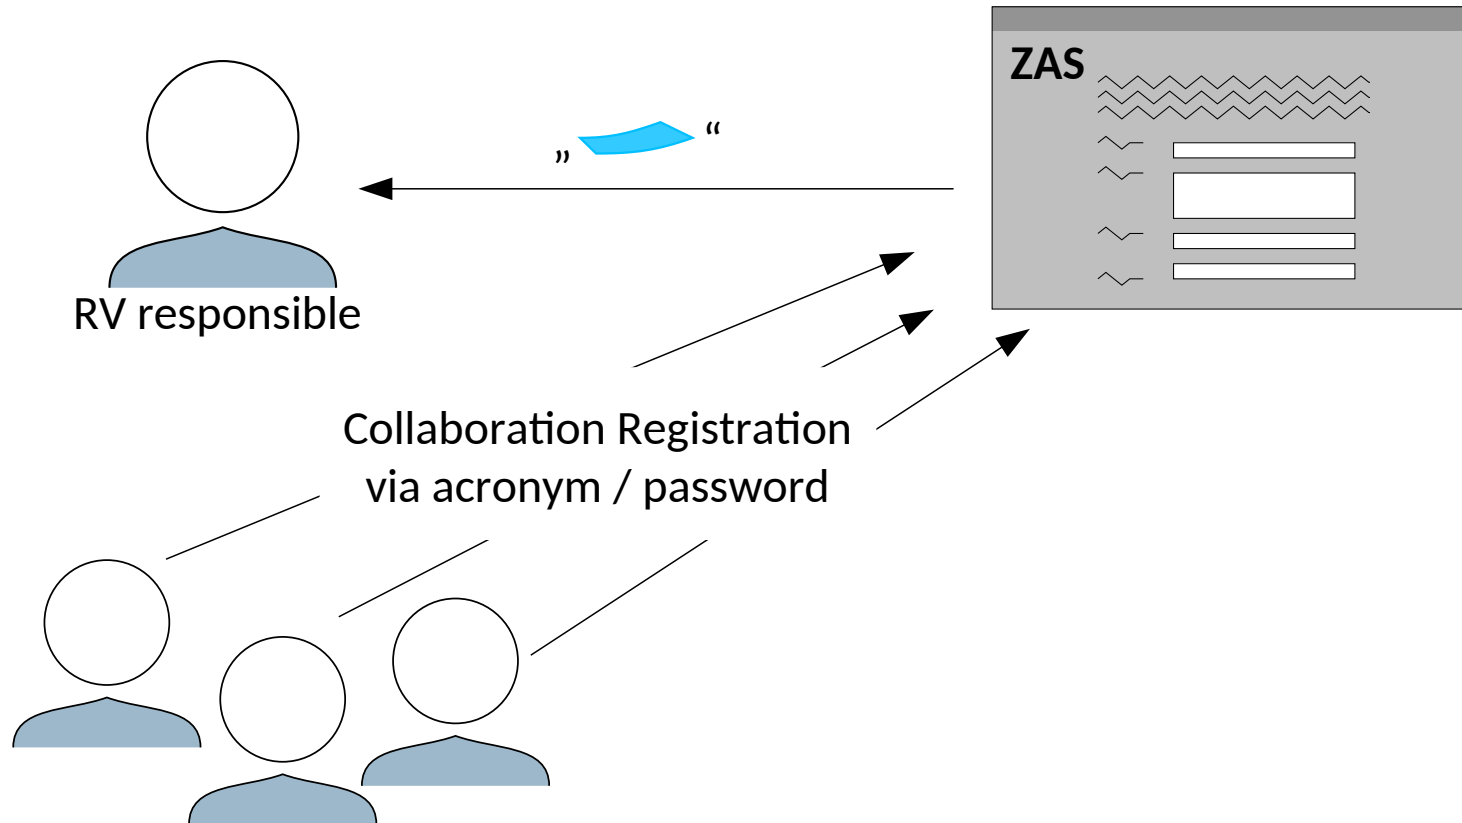 ZAS
„ “
RV responsible
Collaboration Registration
via acronym / password